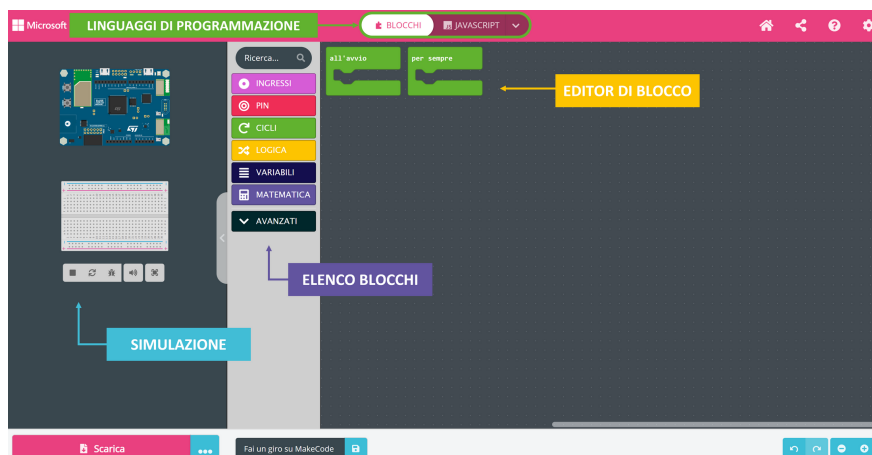 Microsoft
LINGUAGGI DI PROGRAMMAZIONE
BLOCCHI
JAVASCRIPT
Ricerca...
INGRESSI
PIN
CICLI
LOGICA
VARIABILI
MATEMATICA
AVANZATI
all'avvio
per sempre
EDITOR DI BLOCCO
ELENCO BLOCCHI
SIMULAZIONE
Scarica
Fai un giro su MakeCode